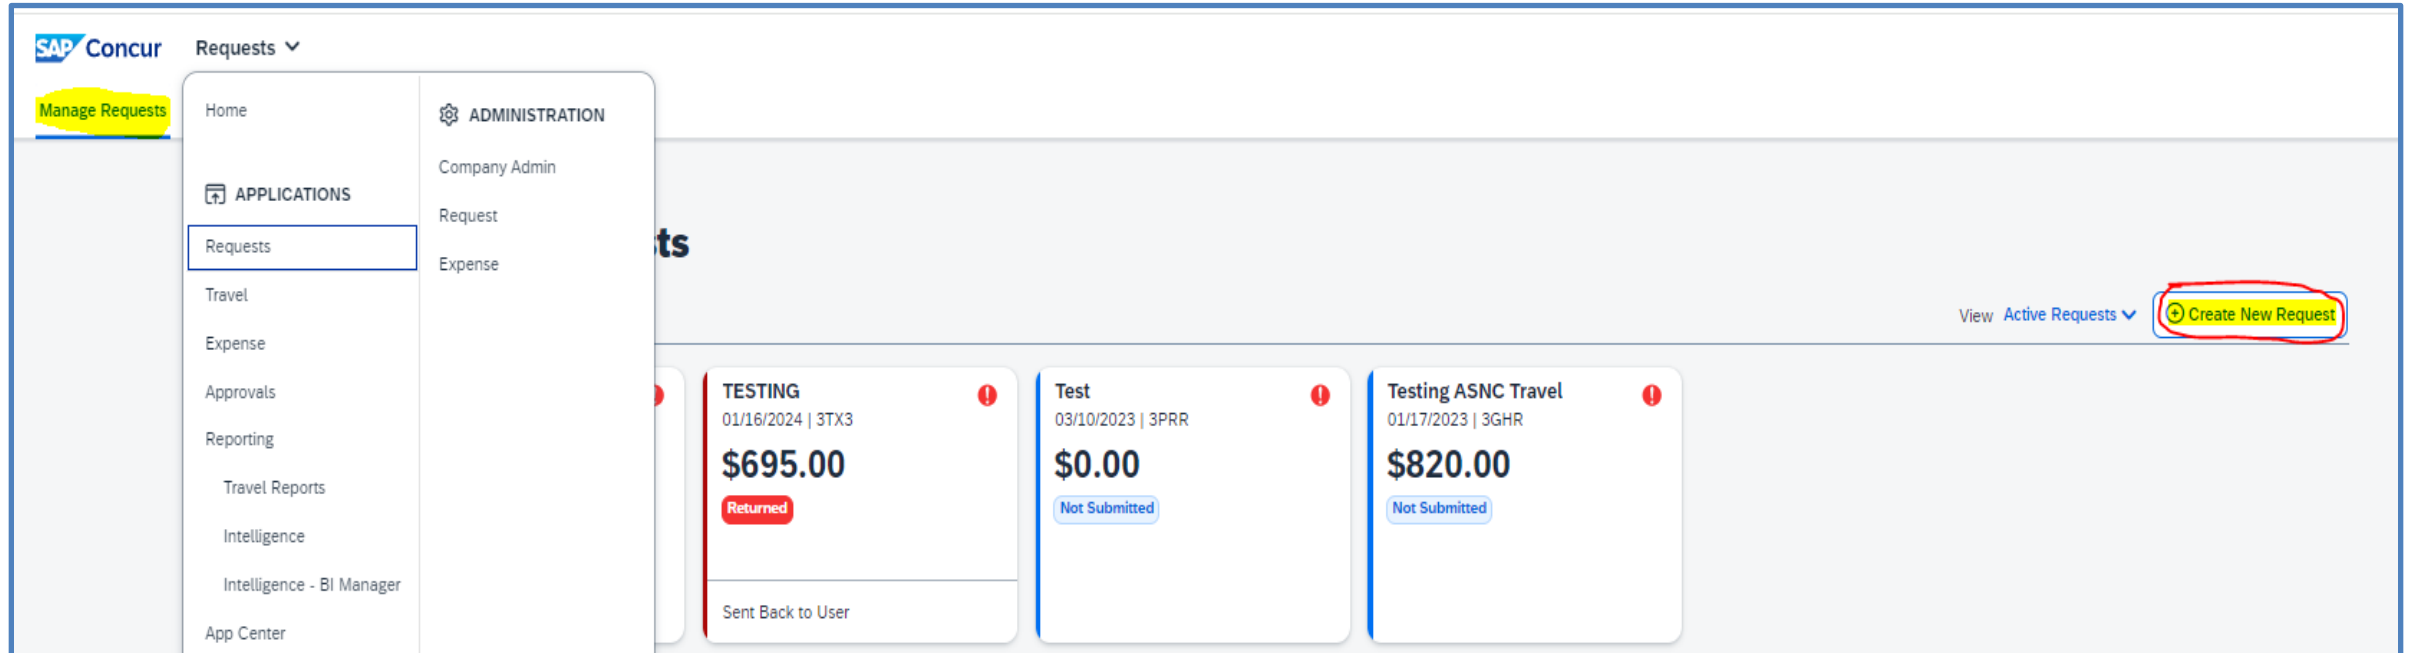 SAP Concur Requests
Manage Requests
Home
APPLICATIONS
Requests
Travel
Expense
Approvals
Reporting
Travel Reports
Intelligence
Intelligence - BI Manager
App Center
ADMINISTRATION
Company Admin
Request
Expense
ts
View Active Requests Create New Request
TESTING
01/16/2024 | 3TX3
$695.00
Returned
Sent Back to User
Test
03/10/2023 | 3PRR
$0.00
Not Submitted
Testing ASNC Travel
01/17/2023 | 3GHR
$820.00
Not Submitted